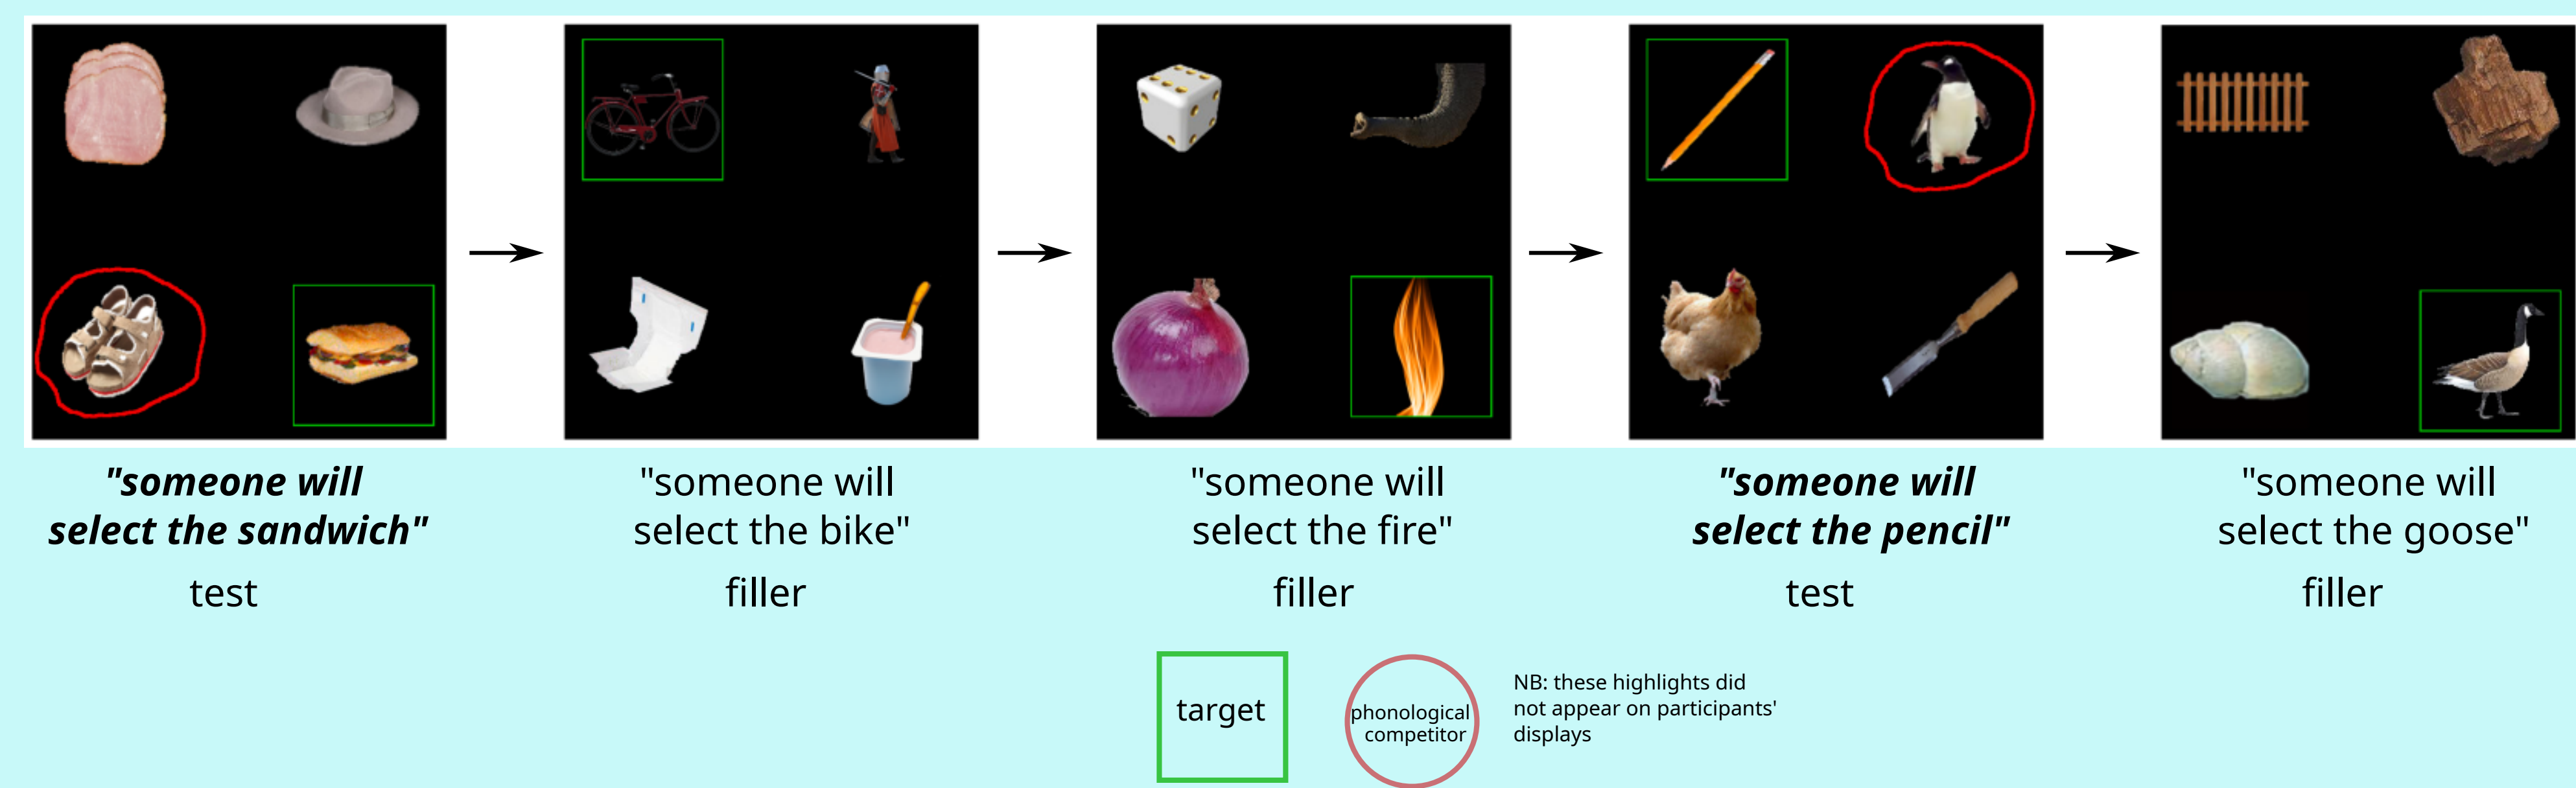 "someone will
select the sandwich"
test
"someone will
select the bike"
filler
"someone will
select the fire"
filler
"someone will
select the pencil"
test
"someone will
select the goose"
filler
target
phonological
competitor
NB: these highlights did
not appear on participants'
displays